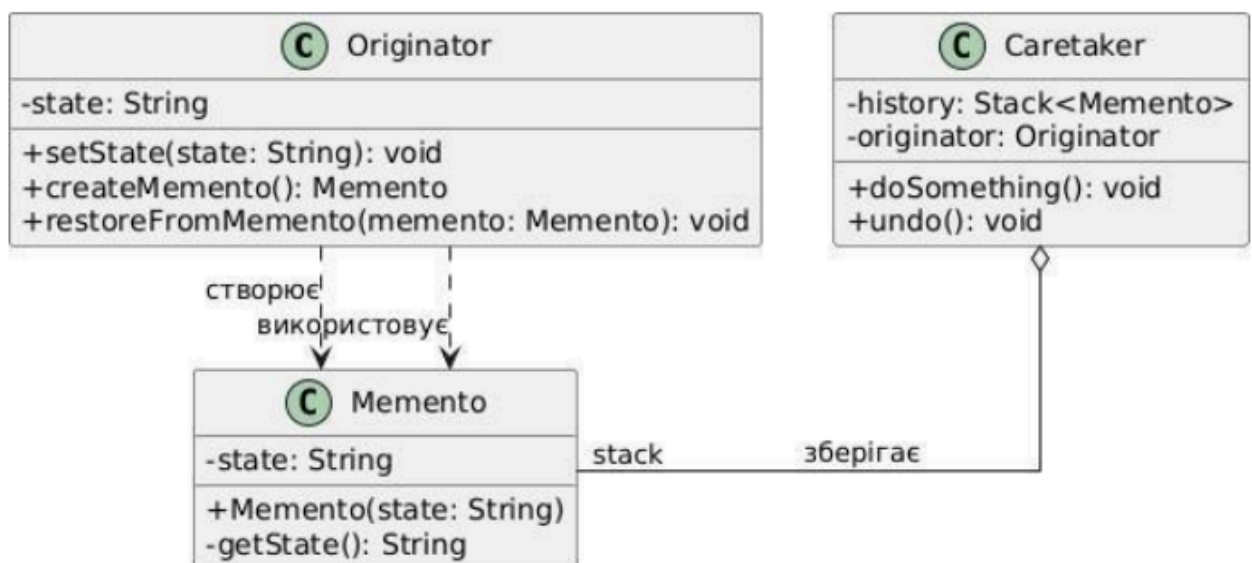 C Originator
-state: String
+setState(state: String): void
+createMemento(): Memento
+restoreFromMemento(memento: Memento): void
C Caretaker
-history: Stack<Memento>
-originator: Originator
+doSomething(): void
+undo(): void
створює
використовує
C Memento
-state: String
+Memento(state: String)
-getState(): String
stack
зберігає